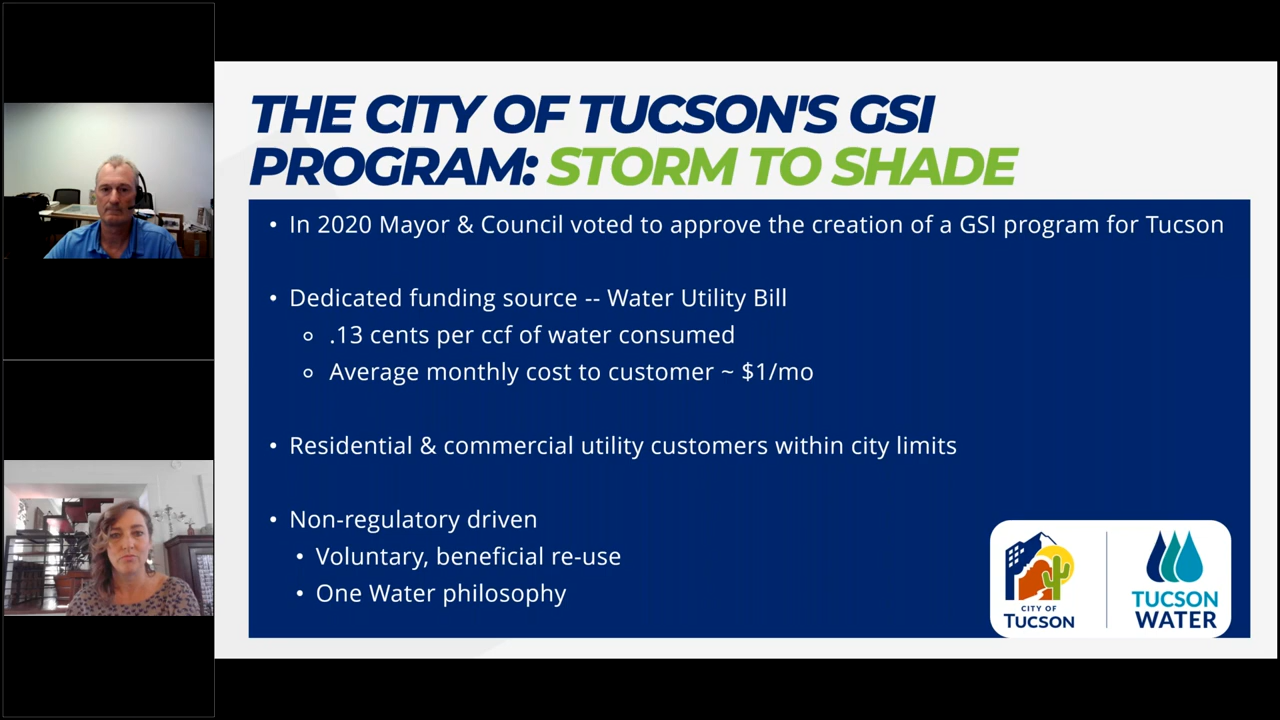 THE CITY OF TUCSON'S GSI
PROGRAM: STORM TO SHADE
• In 2020 Mayor & Council voted to approve the creation of a GSI program for Tucson
• Dedicated funding source -- Water Utility Bill
◦ .13 cents per ccf of water consumed
◦ Average monthly cost to customer ~ $1/mo
• Residential & commercial utility customers within city limits
• Non-regulatory driven
• Voluntary, beneficial re-use
• One Water philosophy
CITY OF
TUCSON
TUCSON
WATER